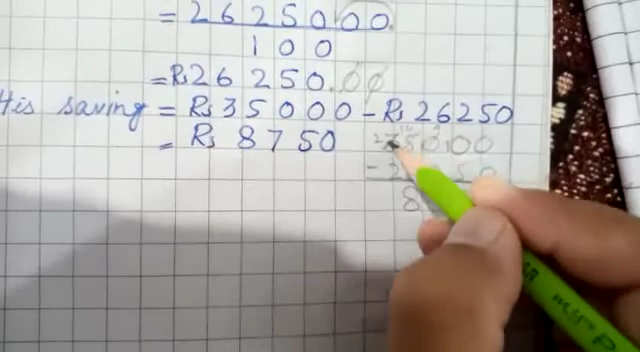 = 2625000.
100
= Rs 26250.00
His saving = Rs 35000 - Rs 26250
= Rs 8750